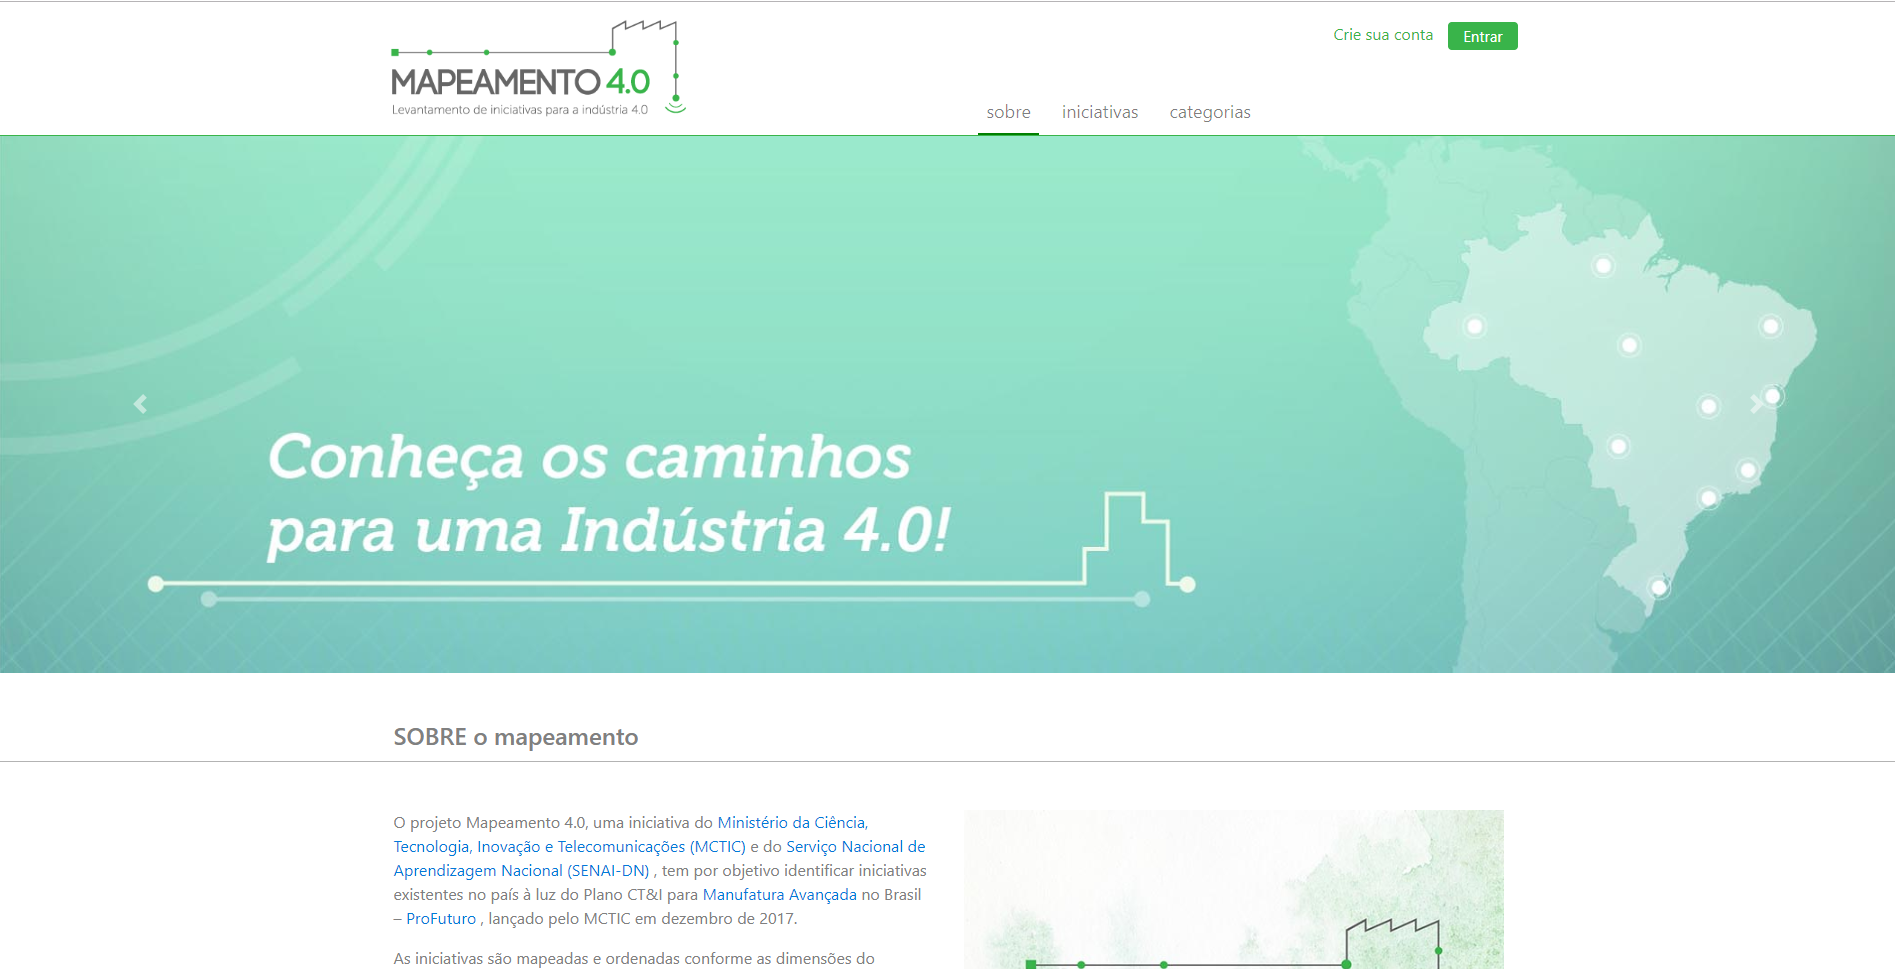 Crie sua conta
Entrar
MAPEAMENTO 4.0
Levantamento de iniciativas para a indústria 4.0
sobre
iniciativas
categorias
Conheça os caminhos
para uma Indústria 4.0!
SOBRE o mapeamento
O projeto Mapeamento 4.0, uma iniciativa do Ministério da Ciência,
Tecnologia, Inovação e Telecomunicações (MCTIC) e do Serviço Nacional de
Aprendizagem Nacional (SENAI-DN) , tem por objetivo identificar iniciativas
existentes no país à luz do Plano CT&I para Manufatura Avançada no Brasil
– ProFuturo , lançado pelo MCTIC em dezembro de 2017.
As iniciativas são mapeadas e ordenadas conforme as dimensões do